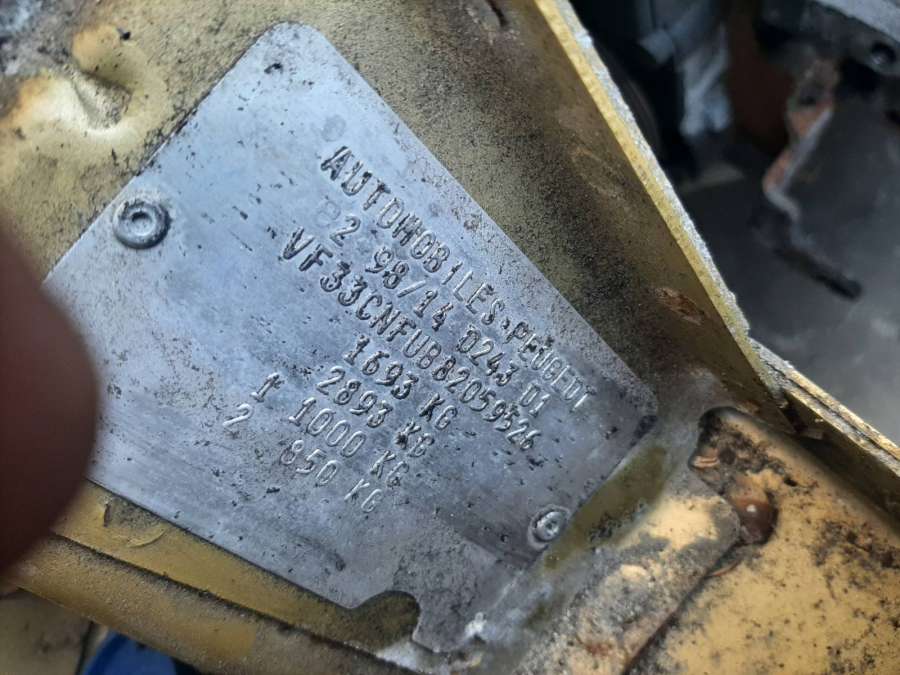 AUTOMOBILES PEUGEOT
e2 98/14 0243 01
VF33CNFUB82059526
1693 KG
2893 KG
1 1000 KG
2 850 KG